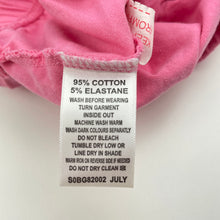 95% COTTON
5% ELASTANE
WASH BEFORE WEARING
TURN GARMENT
INSIDE OUT
MACHINE WASH WARM
WASH DARK COLOURS SEPARATELY
DO NOT BLEACH
TUMBLE DRY LOW OR
LINE DRY IN SHADE
WARM IRON ON REVERSE SIDE IF NEEDED
DO NOT DRY CLEAN
S0BG82002 JULY